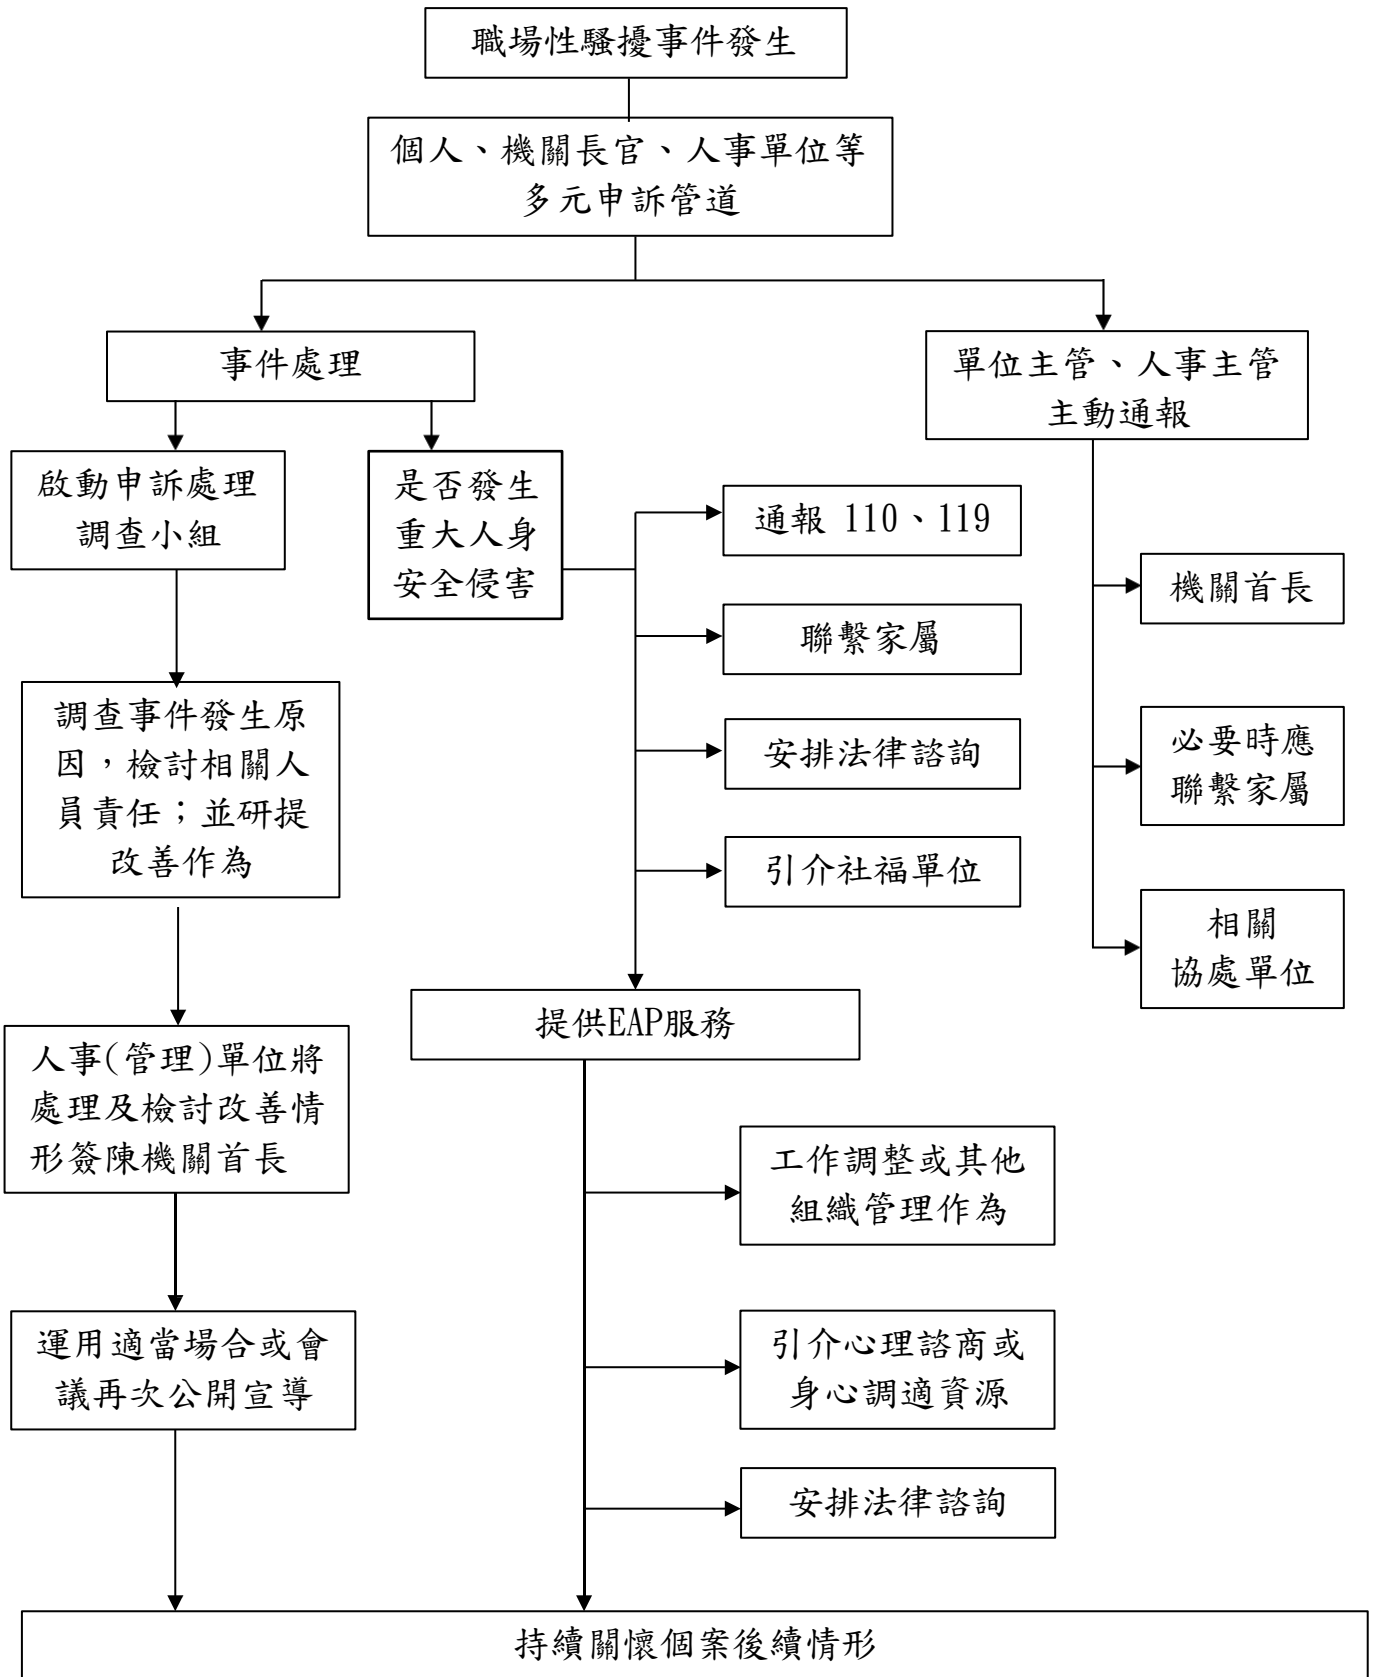 職場性騷擾事件發生
個人、機關長官、人事單位等
多元申訴管道
事件處理
單位主管、人事主管
主動通報
啟動申訴處理
調查小組
是否發生
重大人身
安全侵害
通報 110、119
聯繫家屬
安排法律諮詢
引介社福單位
機關首長
必要時應
聯繫家屬
相關
協處單位
調查事件發生原
因，檢討相關人
員責任；並研提
改善作為
人事(管理)單位將
處理及檢討改善情
形簽陳機關首長
提供EAP服務
工作調整或其他
組織管理作為
引介心理諮商或
身心調適資源
安排法律諮詢
運用適當場合或會
議再次公開宣導
持續關懷個案後續情形